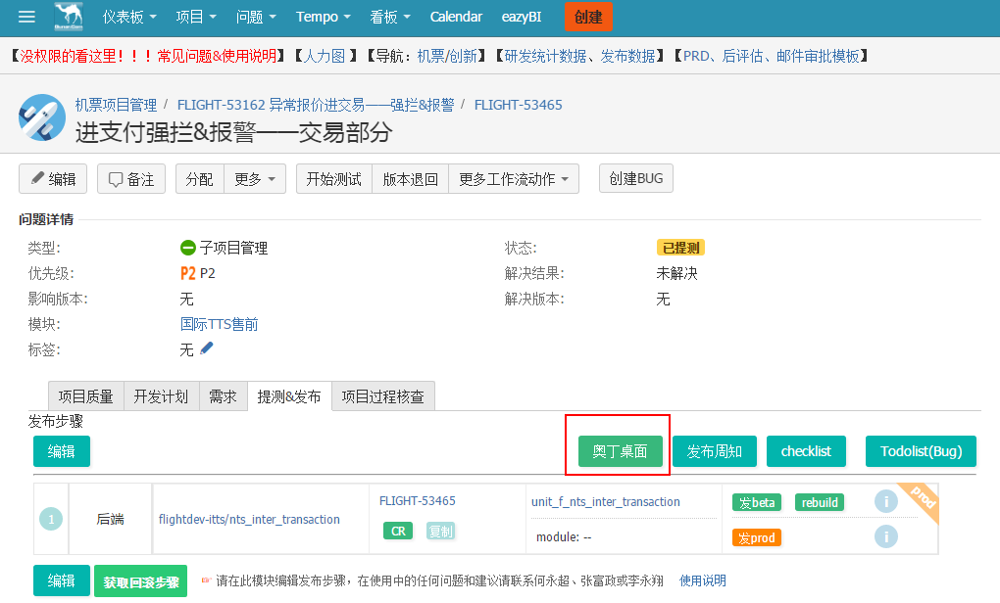 仪表板 项目 问题 Tempo 看板 Calendar eazyBI 创建
【没权限的看这里！！！常见问题&使用说明】【人力图 】【导航：机票/创新】【研发统计数据、发布数据】【PRD、后评估、邮件审批模板】
机票项目管理 / FLIGHT-53162 异常报价进交易——强拦&报警 / FLIGHT-53465
进支付强拦&报警——交易部分
编辑 备注 分配 更多 开始测试 版本退回 更多工作流动作 创建BUG
问题详情
类型: 子项目管理 状态: 已提测
优先级: P2 P2 解决结果: 未解决
影响版本: 无 解决版本: 无
模块: 国际TTS售前
标签: 无
项目质量 开发计划 需求 提测&发布 项目过程核查
发布步骤
编辑 奥丁桌面 发布周知 checklist Todolist(Bug)
FLIGHT-53465 unit_f_nts_inter_transaction 发beta rebuild i prod
1 后端 flightdev-itts/nts_inter_transaction
CR 复制 module: -- 发prod i
编辑 获取回滚步骤 请在此模块编辑发布步骤，在使用中的任何问题和建议请联系何永超、张富政或李永翔 使用说明